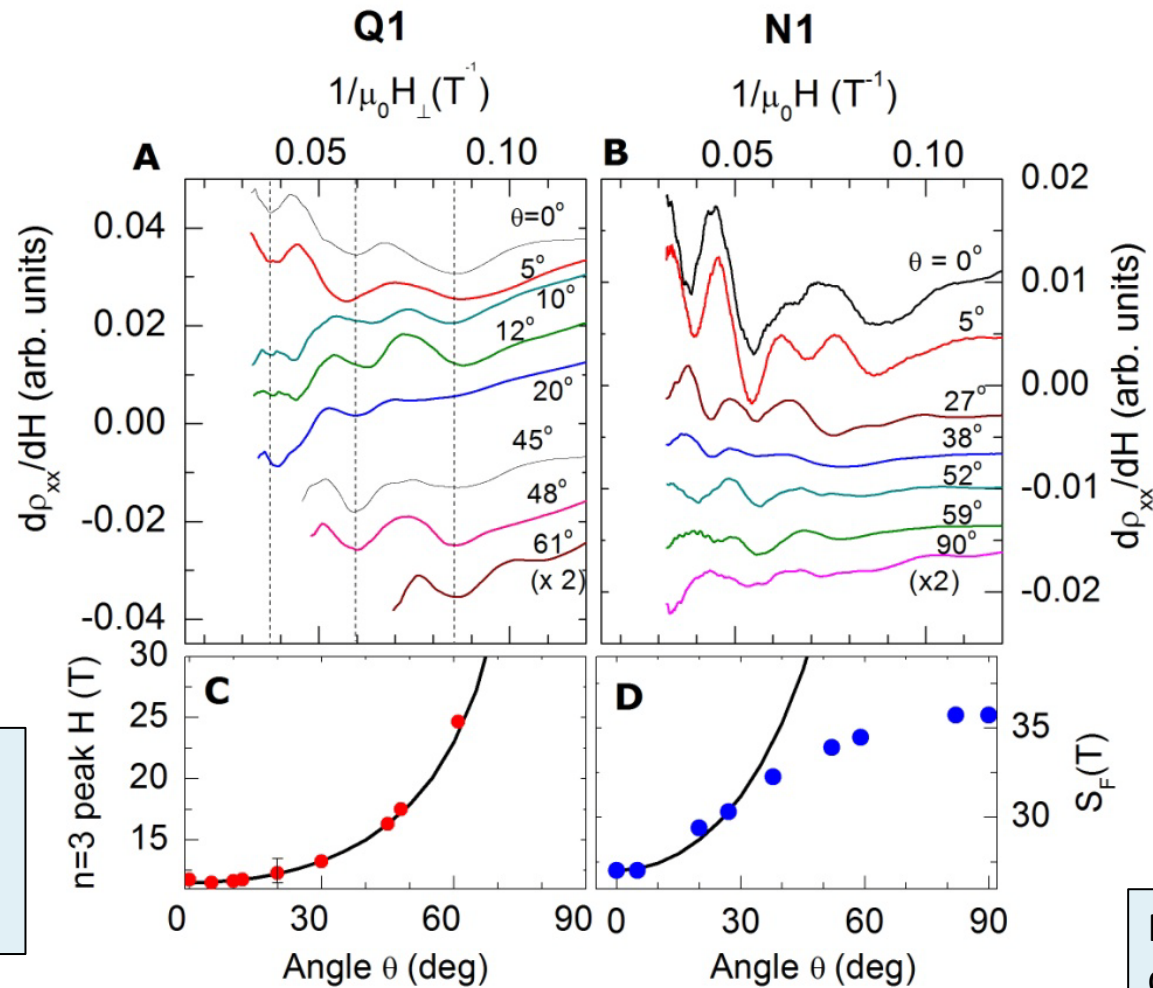 Q1
N1
1/μ₀H⊥(T⁻¹)
1/μ₀H (T⁻¹)
A
0.05
0.10
B
0.05
0.10
0.04
0.02
0.00
-0.02
-0.04
dρxx/dH (arb. units)
θ=0°
5°
10°
12°
20°
45°
48°
61°
(x 2)
θ = 0°
5°
27°
38°
52°
59°
90°
(x2)
0.02
0.01
0.00
-0.01
-0.02
dρxx/dH (arb. units)
C
30
25
20
15
n=3 peak H (T)
0
30
60
90
Angle θ (deg)
D
35
30
S_F(T)
0
30
60
90
Angle θ (deg)